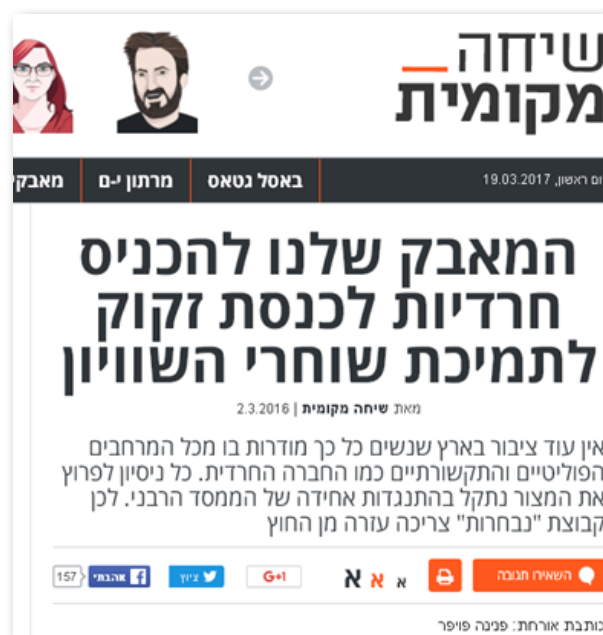 שיחה
מקומית
יום ראשון, 19.03.2017
באסל גטאס
מרתון י-ם
מאבקי
המאבק שלנו להכניס
חרדיות לכנסת זקוק
לתמיכת שוחרי השוויון
מאת שיחה מקומית | 2.3.2016
אין עוד ציבור בארץ שנשים כל כך מודרות בו מכל המרחבים
הפוליטיים והתקשורתיים כמו החברה החרדית. כל ניסיון לפרוץ
את המצור נתקל בהתנגדות אחידה של הממסד הרבני. לכן
קבוצת "נבחרות" צריכה עזרה מן החוץ
השאירו תגובה
א א א
G+1
ציוץ
אהבתי 157
כותבת אורחת: פנינה פויפר